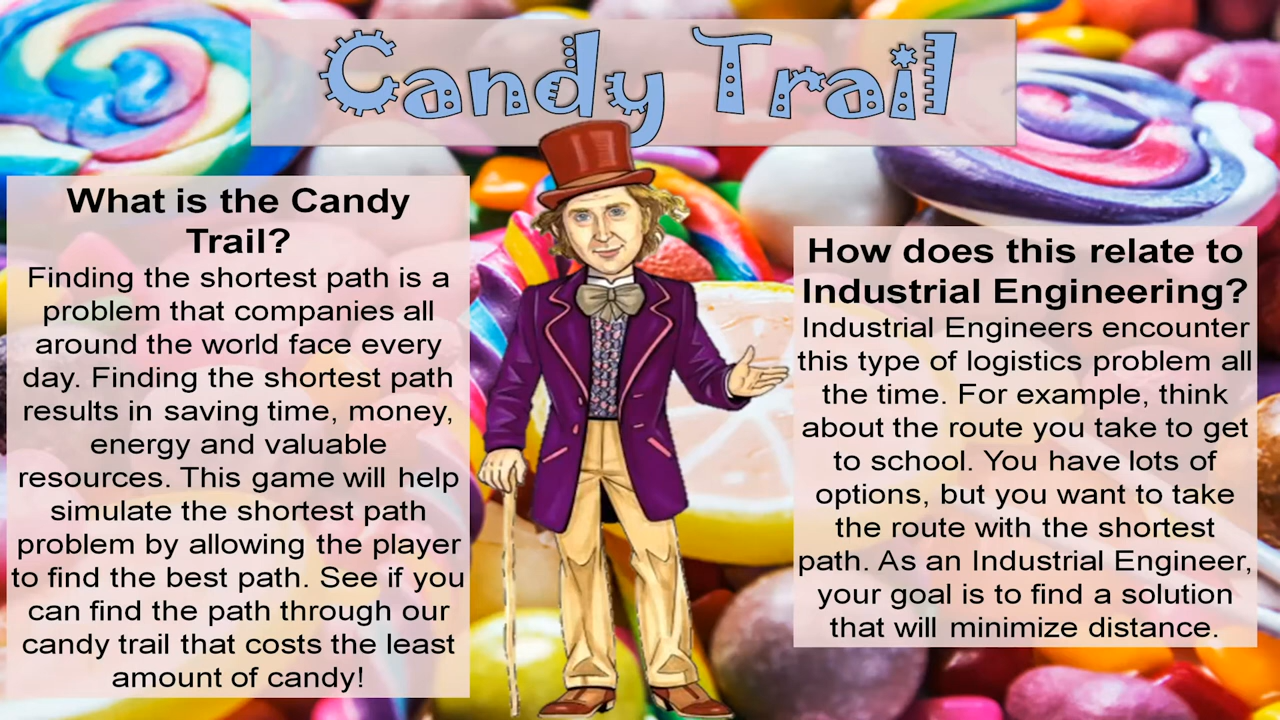 Candy Trail
What is the Candy
Trail?
Finding the shortest path is a
problem that companies all
around the world face every
day. Finding the shortest path
results in saving time, money,
energy and valuable
resources. This game will help
simulate the shortest path
problem by allowing the player
to find the best path. See if you
can find the path through our
candy trail that costs the least
amount of candy!
How does this relate to
Industrial Engineering?
Industrial Engineers encounter
this type of logistics problem all
the time. For example, think
about the route you take to get
to school. You have lots of
options, but you want to take
the route with the shortest
path. As an Industrial Engineer,
your goal is to find a solution
that will minimize distance.